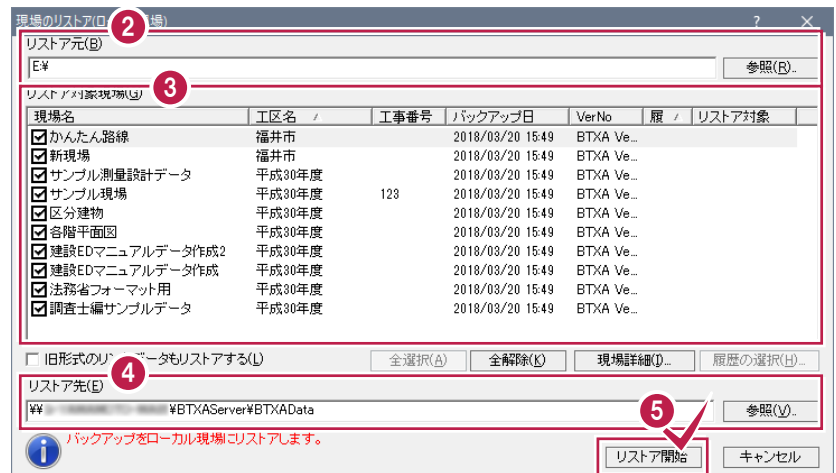 現場のリストア(ロ 場)
2
リストア元(B)
E:¥
参照(R)..
3
リストア対象現場(G)
現場名 工区名 工事番号 バックアップ日 VerNo 履 リストア対象
かんたん路線 福井市 2018/03/20 15:49 BTXA Ve...
新現場 福井市 2018/03/20 15:49 BTXA Ve...
サンプル測量設計データ 平成30年度 2018/03/20 15:49 BTXA Ve...
サンプル現場 平成30年度 123 2018/03/20 15:49 BTXA Ve...
区分建物 平成30年度 2018/03/20 15:49 BTXA Ve...
各階平面図 平成30年度 2018/03/20 15:49 BTXA Ve...
建設EDマニュアルデータ作成2 平成30年度 2018/03/20 15:49 BTXA Ve...
建設EDマニュアルデータ作成 平成30年度 2018/03/20 15:49 BTXA Ve...
法務省フォーマット用 平成30年度 2018/03/20 15:49 BTXA Ve...
調査士編サンプルデータ 平成30年度 2018/03/20 15:49 BTXA Ve...
旧形式のリンクデータもリストアする(L) 全選択(A) 全解除(K) 現場詳細(I)... 履歴の選択(H)...
4
リストア先(E)
¥¥ ¥BTXAServer¥BTXAData
参照(V)..
5
バックアップをローカル現場にリストアします。
リストア開始 キャンセル